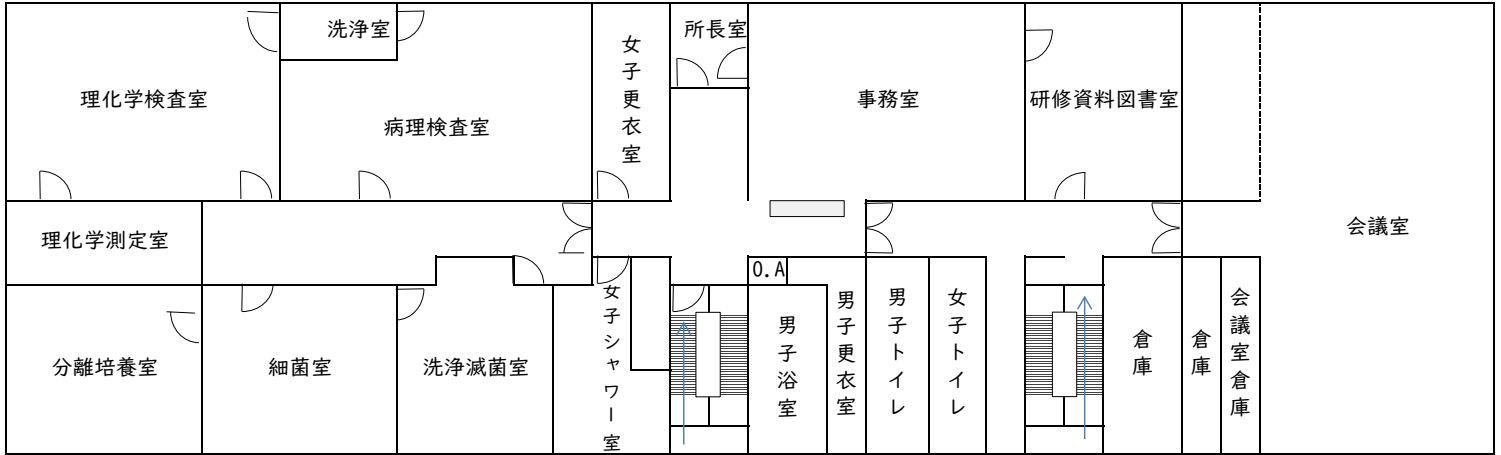 洗浄室
所長室
女子更衣室
理化学検査室
病理検査室
事務室
研修資料図書室
理化学測定室
会議室
O.A
女子シャワー室
男子浴室
男子更衣室
男子トイレ
女子トイレ
倉庫
倉庫
会議室倉庫
分離培養室
細菌室
洗浄滅菌室